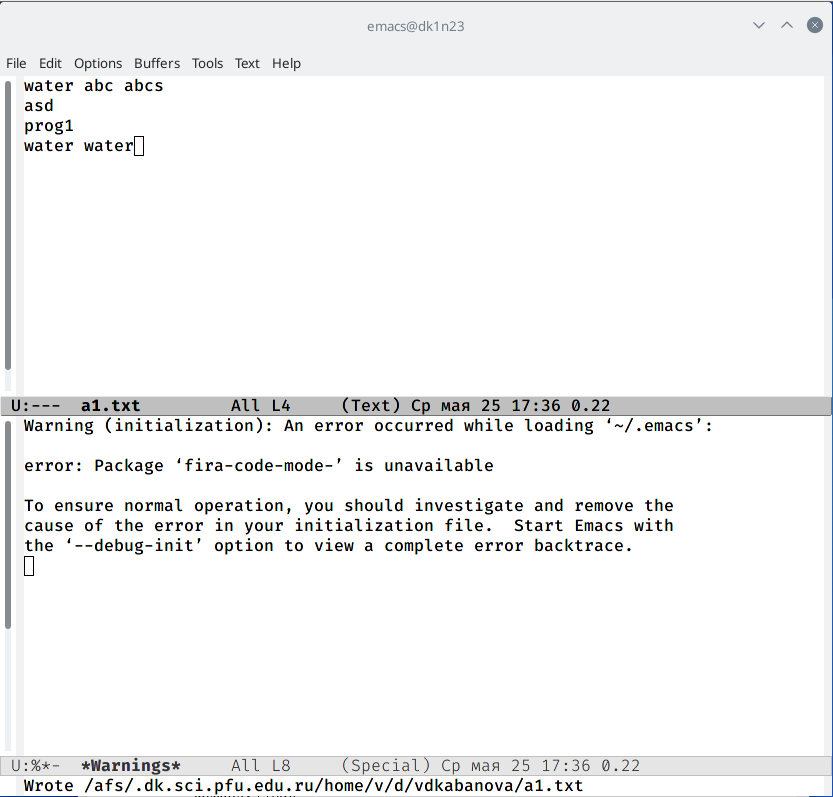 emacs@dk1n23
File Edit Options Buffers Tools Text Help
water abc abcs
asd
prog1
water water
U:--- a1.txt All L4 (Text) Ср мая 25 17:36 0.22
Warning (initialization): An error occurred while loading ‘~/.emacs’:
error: Package ‘fira-code-mode-’ is unavailable
To ensure normal operation, you should investigate and remove the
cause of the error in your initialization file.  Start Emacs with
the ‘--debug-init’ option to view a complete error backtrace.
U:%*- *Warnings* All L8 (Special) Ср мая 25 17:36 0.22
Wrote /afs/.dk.sci.pfu.edu.ru/home/v/d/vdkabanova/a1.txt